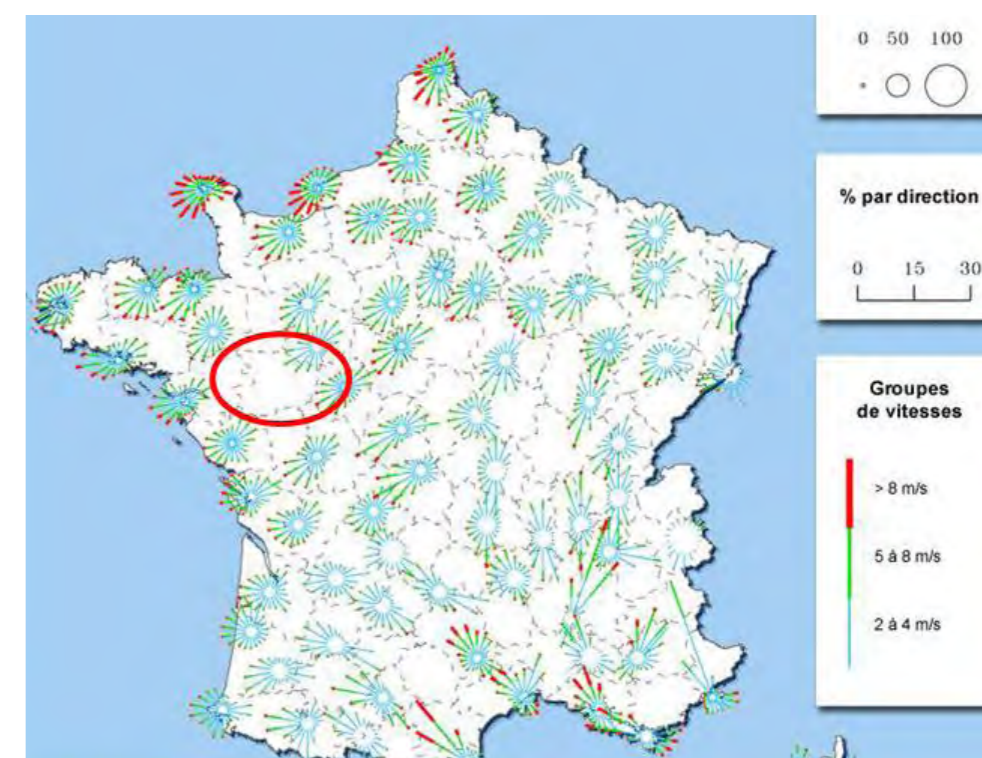 0 50 100
% par direction
0 15 30
Groupes
de vitesses
> 8 m/s
5 à 8 m/s
2 à 4 m/s